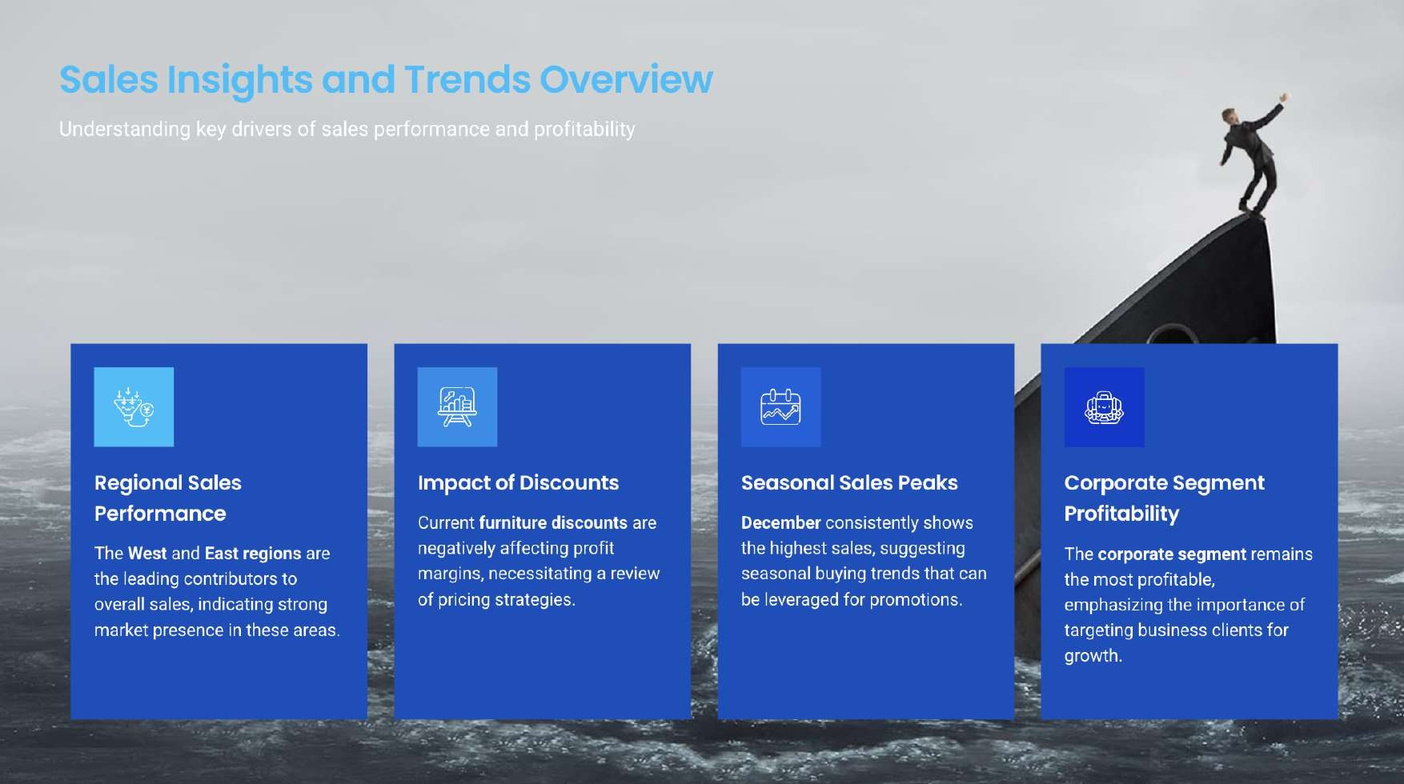 Sales Insights and Trends Overview
Understanding key drivers of sales performance and profitability
Regional Sales
Performance
The West and East regions are
the leading contributors to
overall sales, indicating strong
market presence in these areas.
Impact of Discounts
Current furniture discounts are
negatively affecting profit
margins, necessitating a review
of pricing strategies.
Seasonal Sales Peaks
December consistently shows
the highest sales, suggesting
seasonal buying trends that can
be leveraged for promotions.
Corporate Segment
Profitability
The corporate segment remains
the most profitable,
emphasizing the importance of
targeting business clients for
growth.